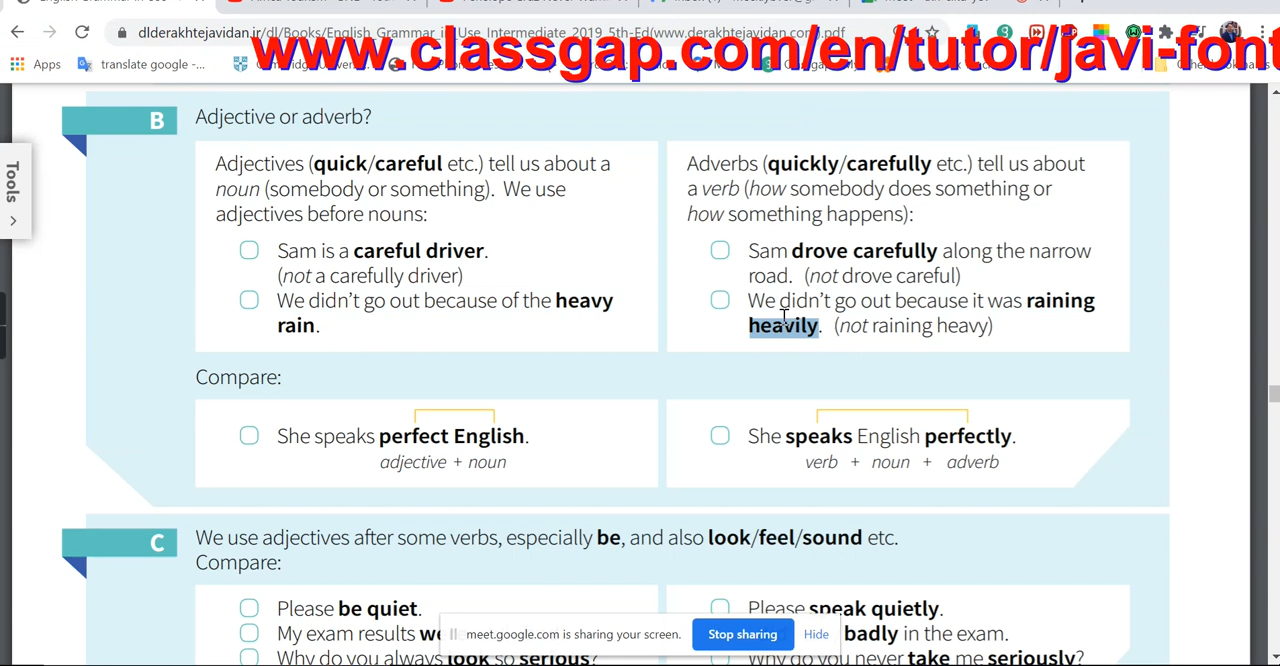 dlderakhtejavidan.ir/dl/Books/English_Grammar_in_Use_Intermediate_2019_5th-Ed(www.derakhtejavidan.com).pdf
www.classgap.com/en/tutor/javi-font
Apps
translate google -...
B
Adjective or adverb?
Tools
Adjectives (quick/careful etc.) tell us about a
noun (somebody or something). We use
adjectives before nouns:
Sam is a careful driver.
(not a carefully driver)
We didn't go out because of the heavy
rain.
Adverbs (quickly/carefully etc.) tell us about
a verb (how somebody does something or
how something happens):
Sam drove carefully along the narrow
road. (not drove careful)
We didn't go out because it was raining
heavily. (not raining heavy)
Compare:
She speaks perfect English.
adjective + noun
She speaks English perfectly.
verb + noun + adverb
C
We use adjectives after some verbs, especially be, and also look/feel/sound etc.
Compare:
Please be quiet.
My exam results
Why do you always look so serious?
Please speak quietly.
badly in the exam.
Why do you never take me seriously?
meet.google.com is sharing your screen.
Stop sharing
Hide